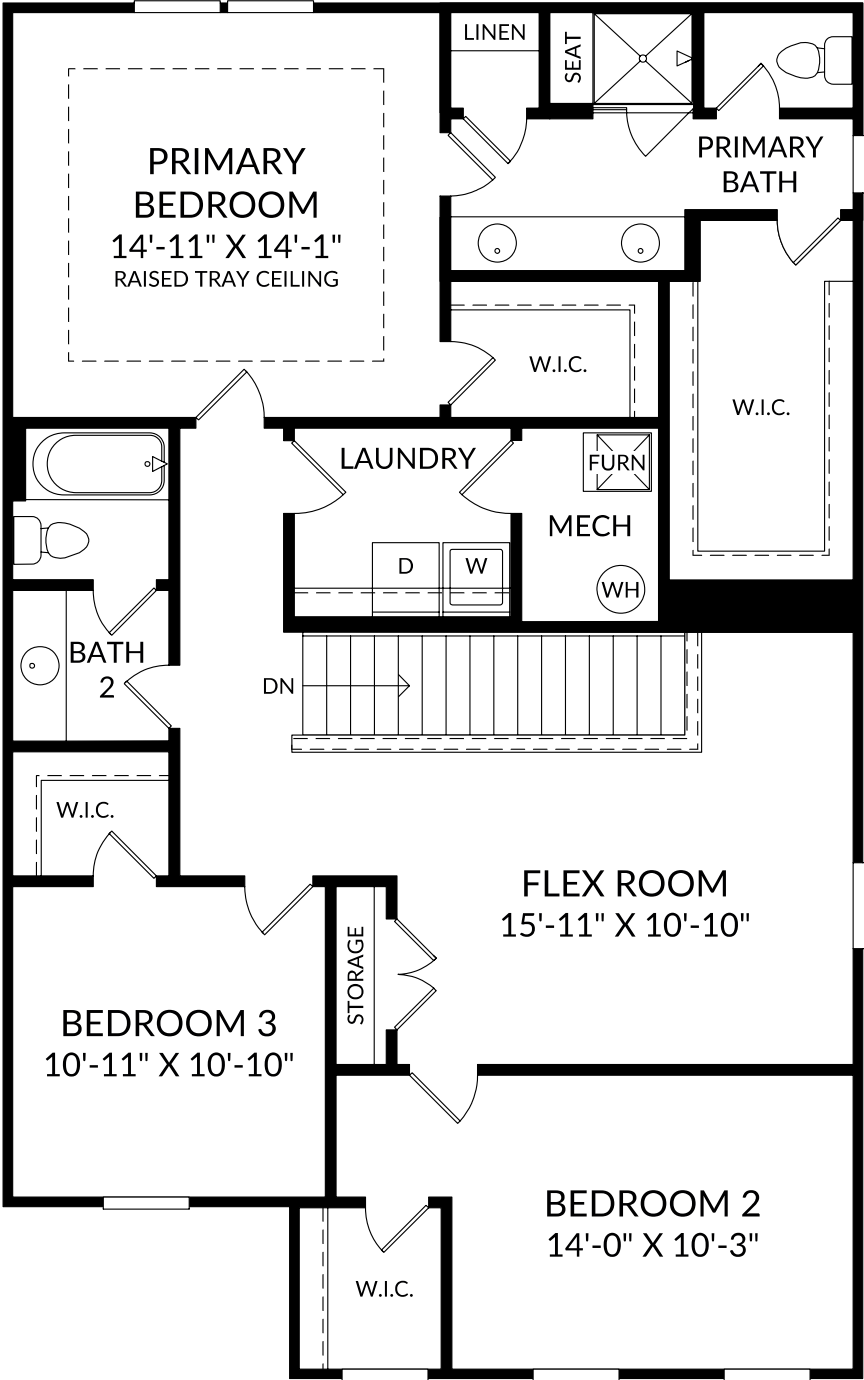 LINEN
SEAT
PRIMARY
BATH
PRIMARY
BEDROOM
14'-11" X 14'-1"
RAISED TRAY CEILING
W.I.C.
W.I.C.
LAUNDRY
FURN
MECH
D
W
WH
BATH
2
DN
W.I.C.
FLEX ROOM
15'-11" X 10'-10"
STORAGE
BEDROOM 3
10'-11" X 10'-10"
BEDROOM 2
14'-0" X 10'-3"
W.I.C.